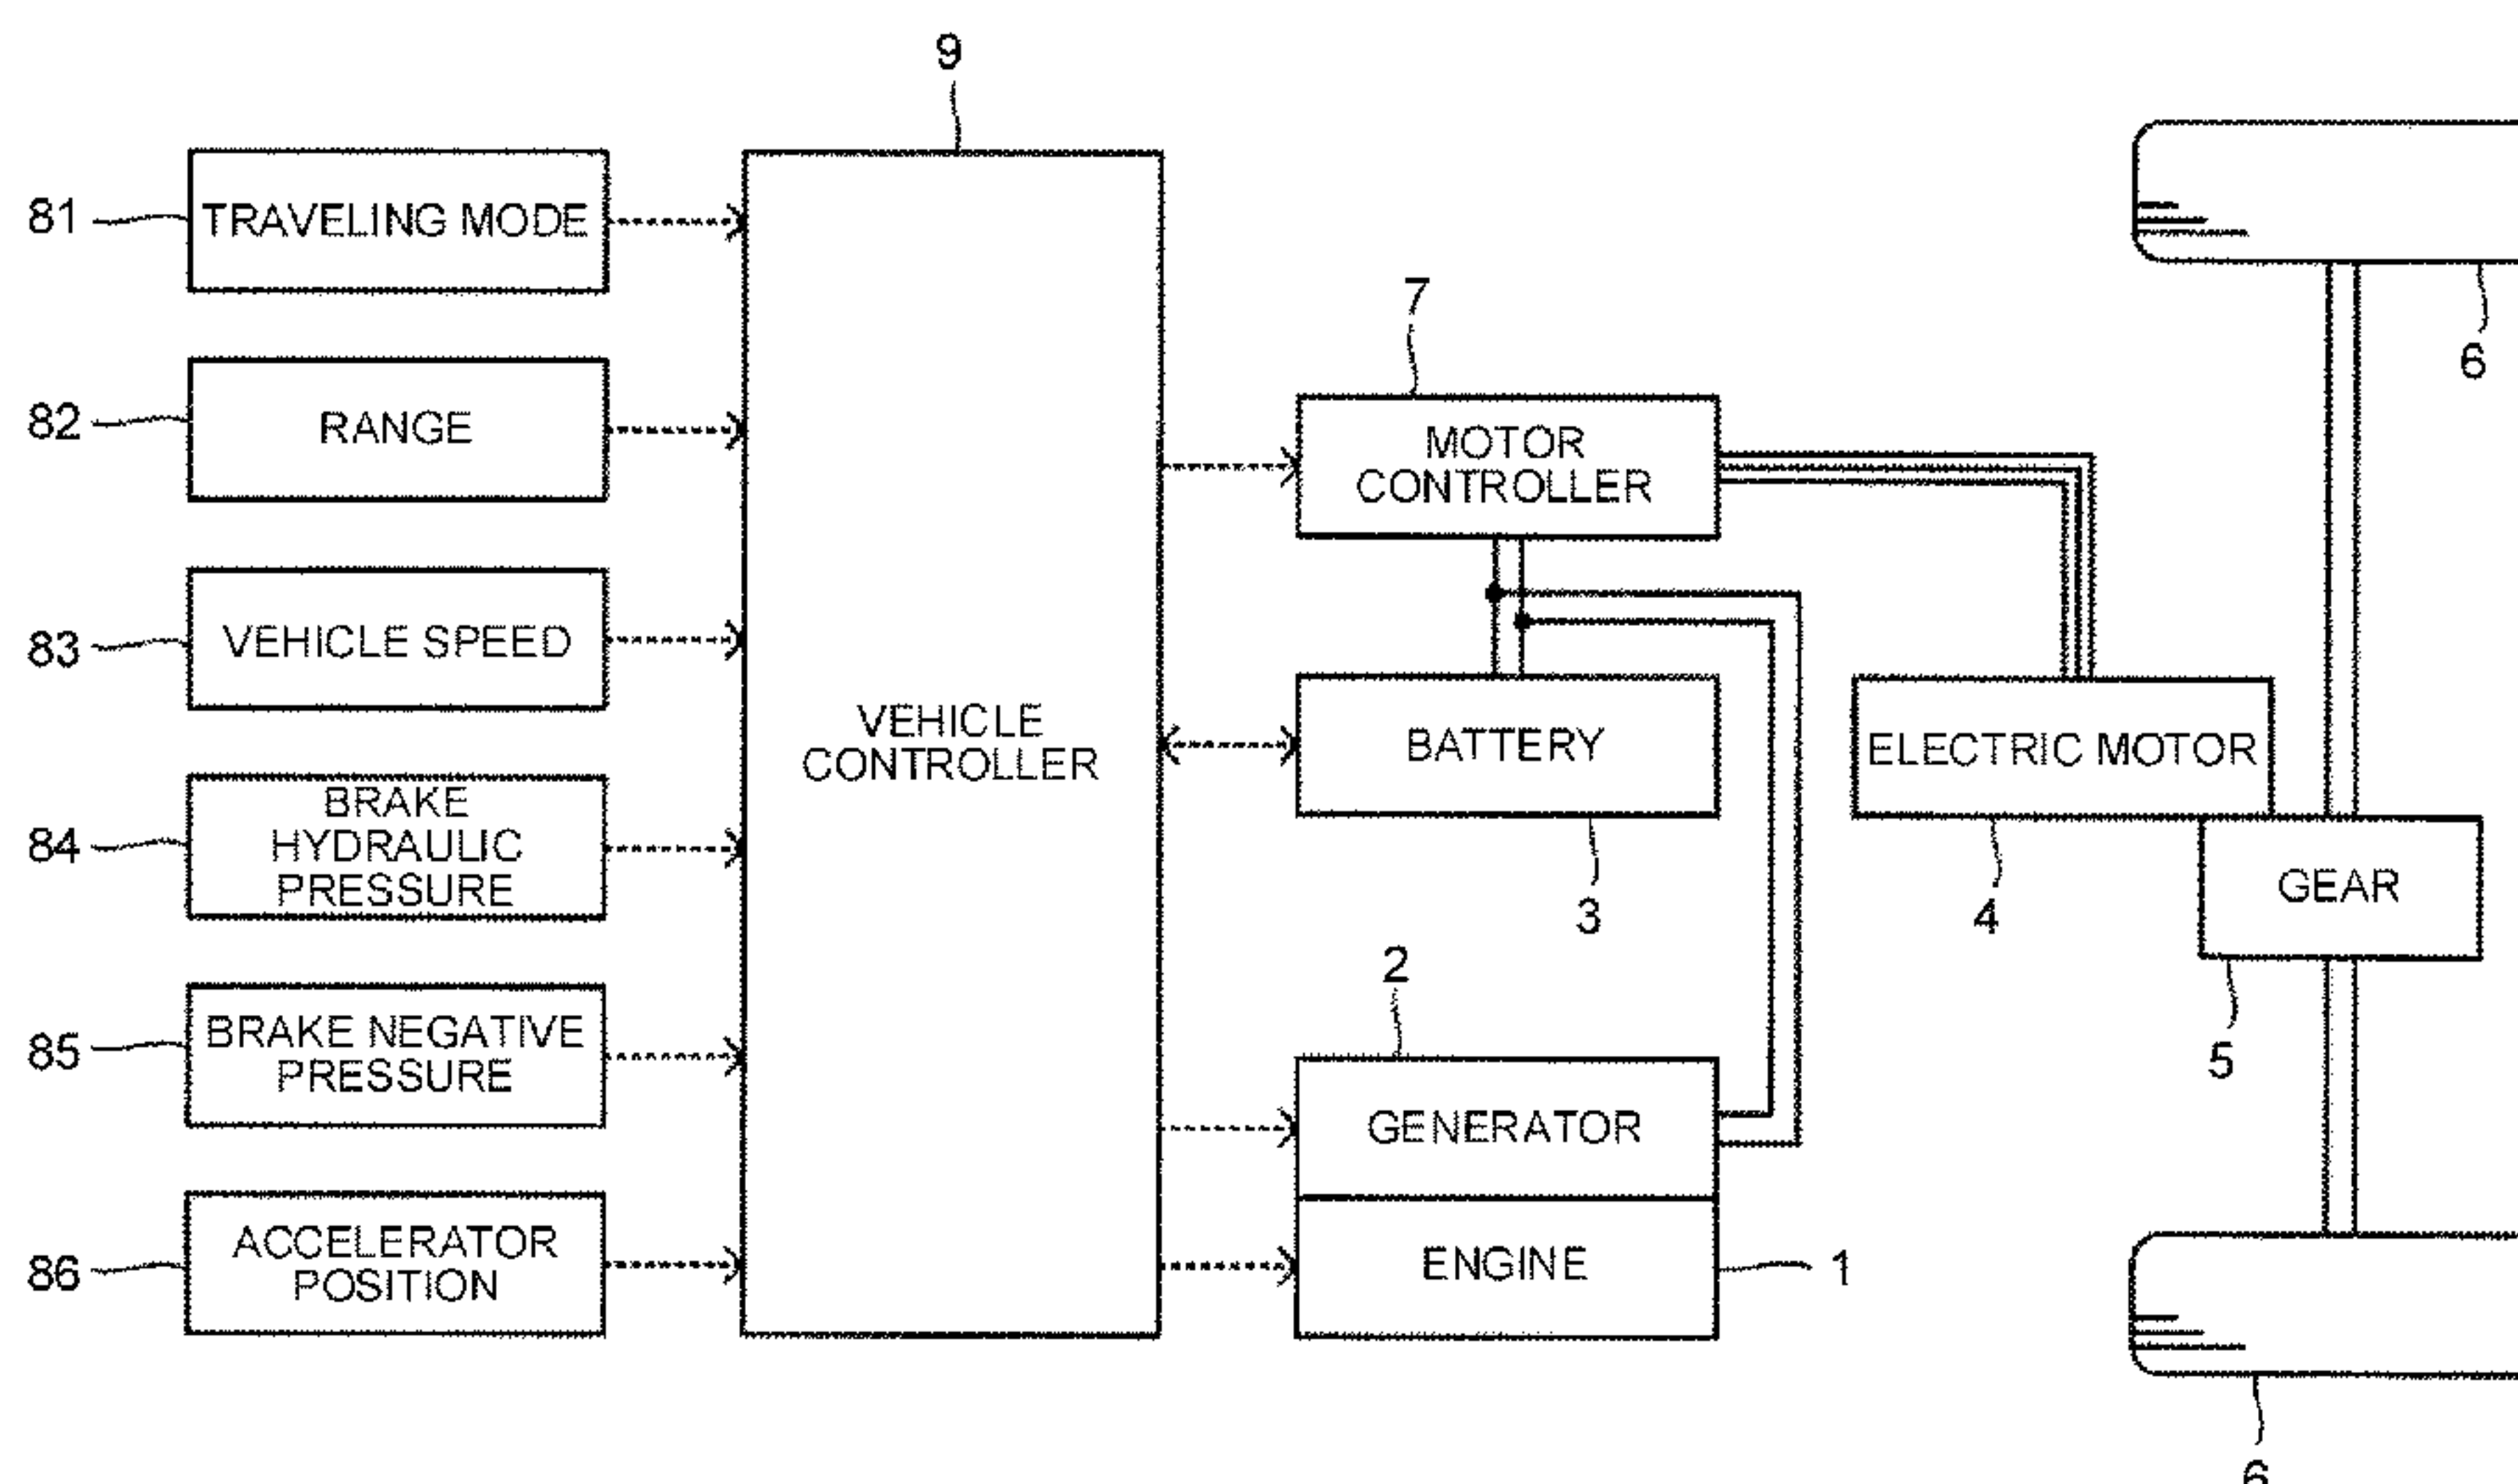 9
81
TRAVELING MODE
82
RANGE
83
VEHICLE SPEED
84
BRAKE
HYDRAULIC
PRESSURE
85
BRAKE NEGATIVE
PRESSURE
86
ACCELERATOR
POSITION
VEHICLE
CONTROLLER
7
MOTOR
CONTROLLER
BATTERY
3
2
GENERATOR
ENGINE
1
ELECTRIC MOTOR
4
GEAR
5
6
6